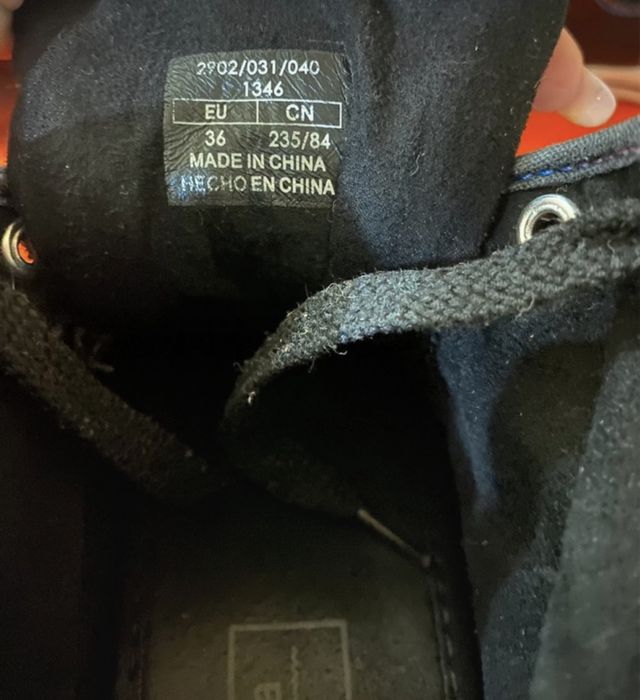 2902/031/040
1346
EU CN
36 235/84
MADE IN CHINA
HECHO EN CHINA